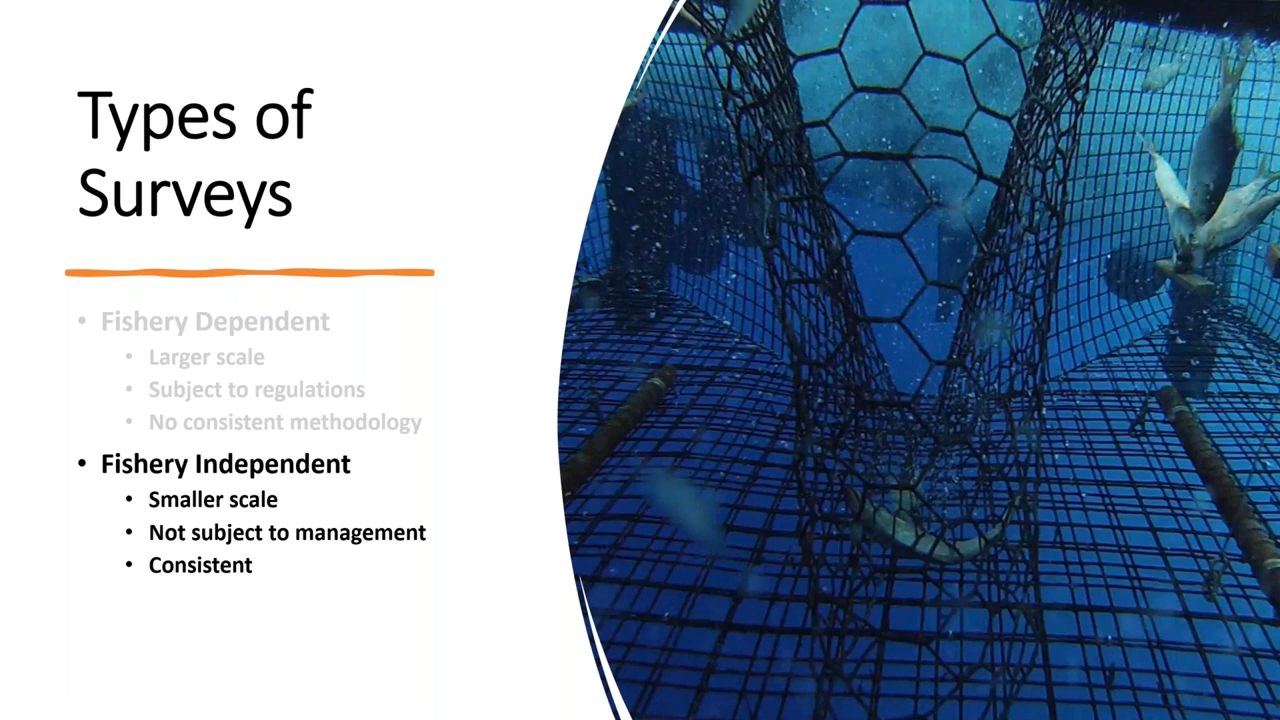 Types of
Surveys
• Fishery Dependent
• Larger scale
• Subject to regulations
• No consistent methodology
• Fishery Independent
• Smaller scale
• Not subject to management
• Consistent